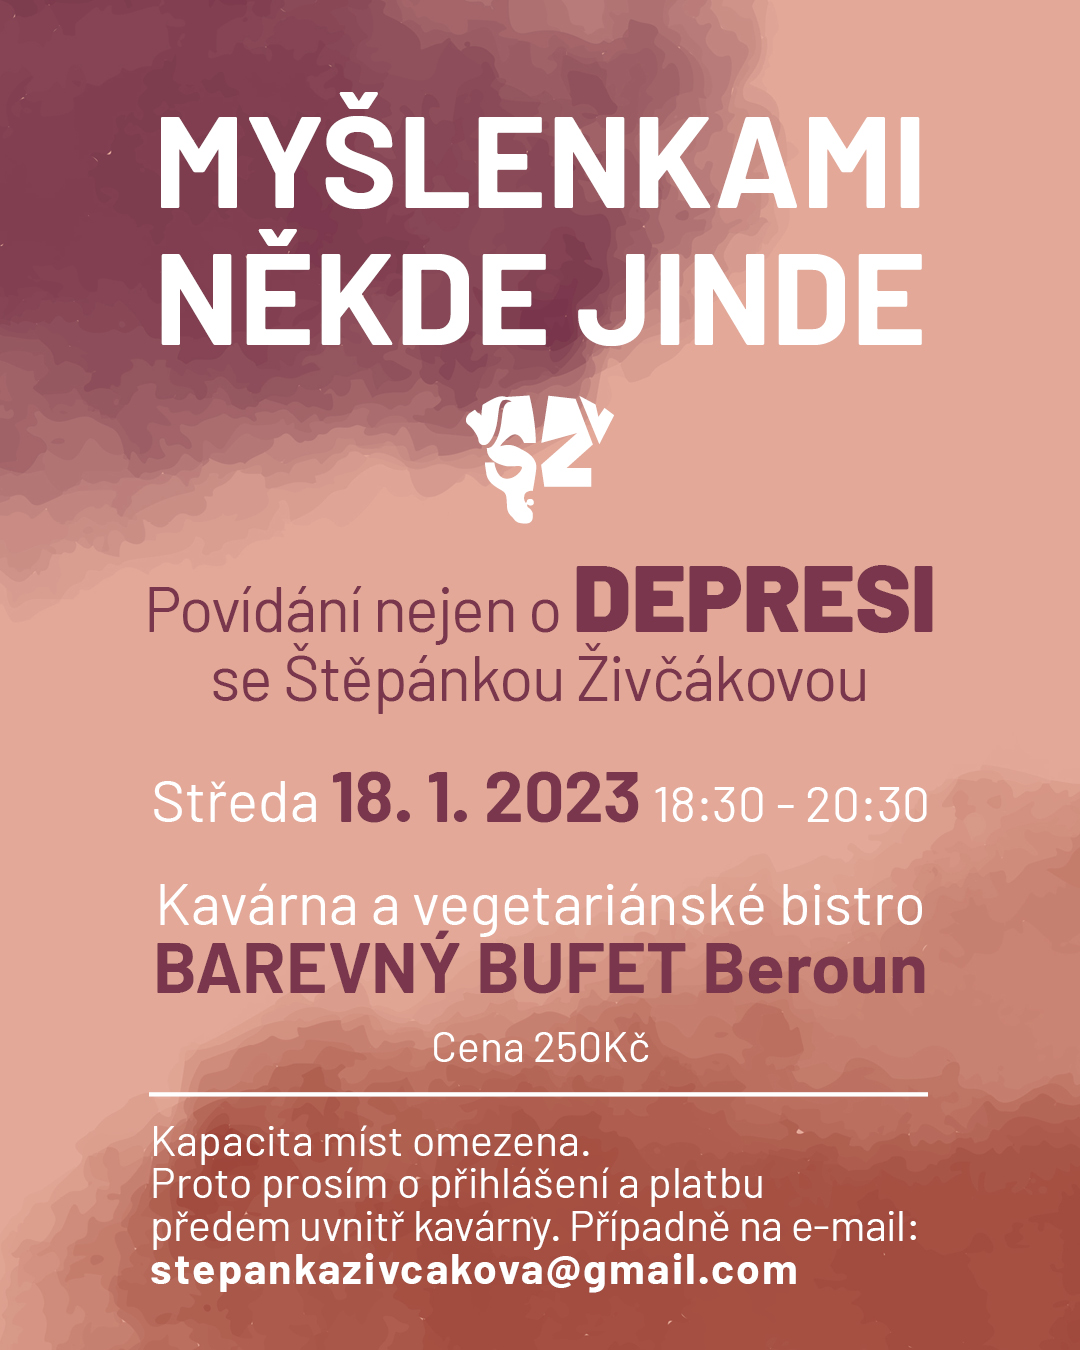 MYŠLENKAMI
NĚKDE JINDE
SZ
Povídání nejen o DEPRESI
se Štěpánkou Živčákovou
Středa 18. 1. 2023 18:30 - 20:30
Kavárna a vegetariánské bistro
BAREVNÝ BUFET Beroun
Cena 250Kč
Kapacita míst omezena.
Proto prosím o přihlášení a platbu
předem uvnitř kavárny. Případně na e-mail:
stepankazivcakova@gmail.com